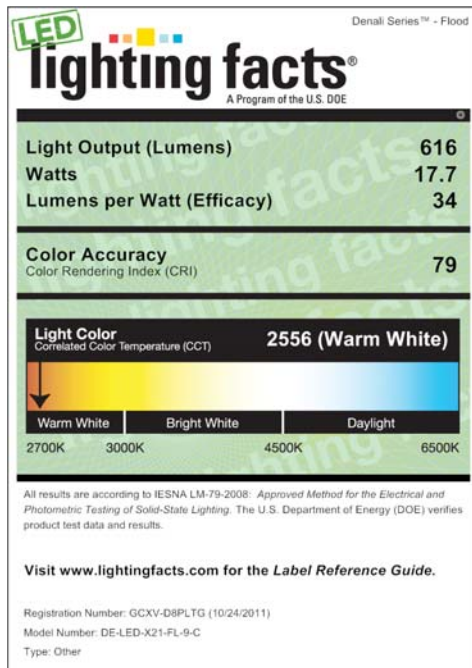 Denali Series™ - Flood
LED
lighting facts®
A Program of the U.S. DOE
Light Output (Lumens) 616
Watts 17.7
Lumens per Watt (Efficacy) 34
Color Accuracy 79
Color Rendering Index (CRI)
Light Color 2556 (Warm White)
Correlated Color Temperature (CCT)
Warm White Bright White Daylight
2700K 3000K 4500K 6500K
All results are according to IESNA LM-79-2008: Approved Method for the Electrical and
Photometric Testing of Solid-State Lighting. The U.S. Department of Energy (DOE) verifies
product test data and results.
Visit www.lightingfacts.com for the Label Reference Guide.
Registration Number: GCXV-D8PLTG (10/24/2011)
Model Number: DE-LED-X21-FL-9-C
Type: Other